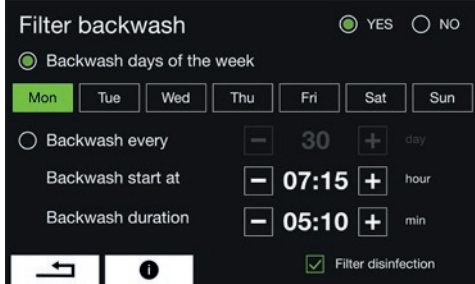 Filter backwash YES NO
Backwash days of the week
Mon Tue Wed Thu Fri Sat Sun
Backwash every − 30 + day
Backwash start at − 07:15 + hour
Backwash duration − 05:10 + min
i Filter disinfection